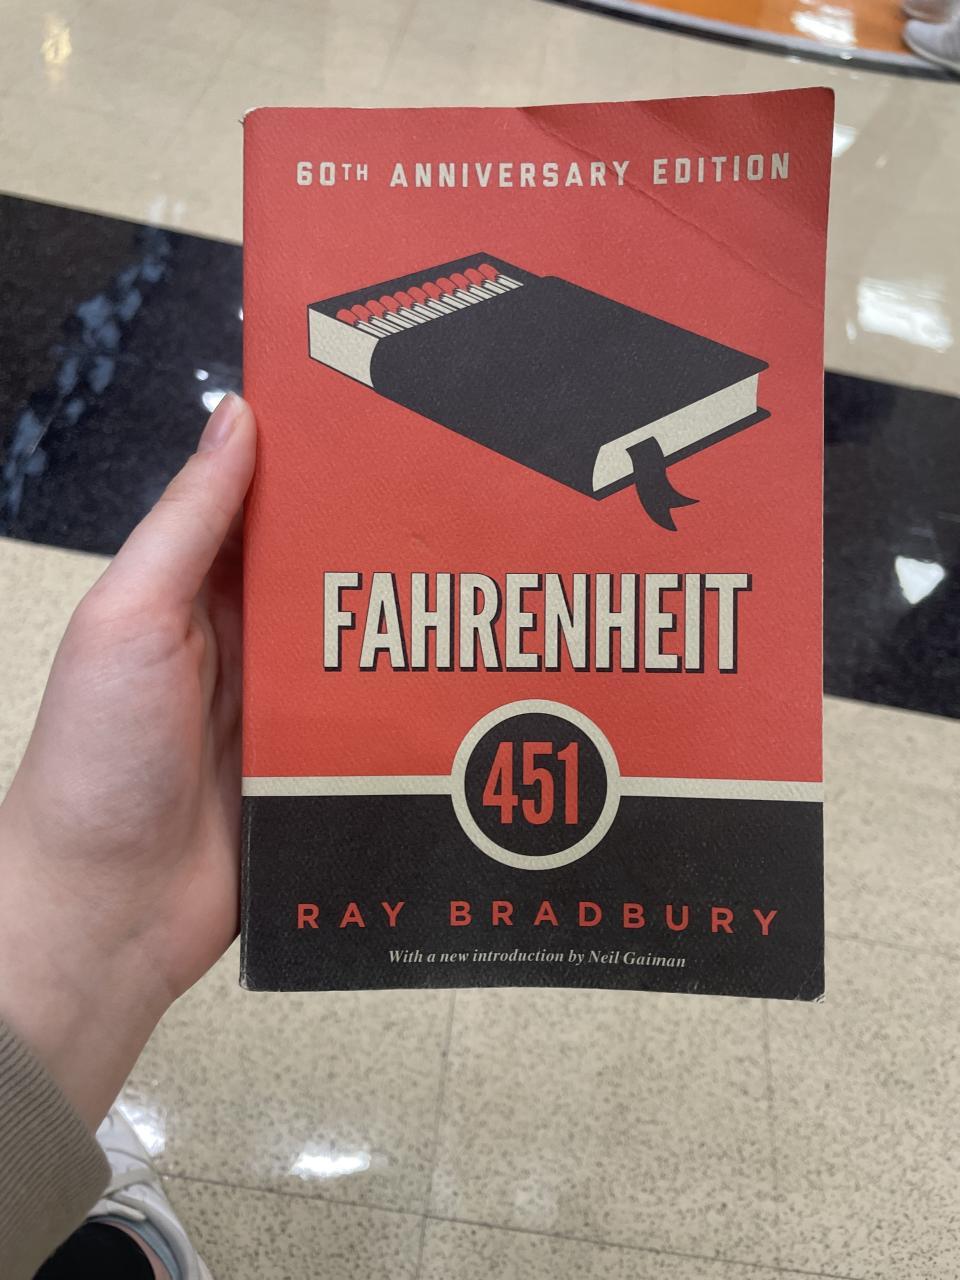 60TH ANNIVERSARY EDITION
FAHRENHEIT
451
RAY BRADBURY
With a new introduction by Neil Gaiman